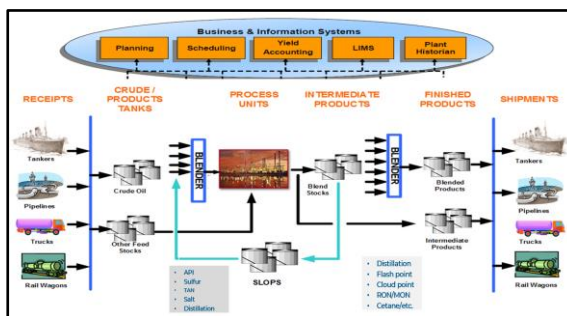 Business & Information Systems
Planning
Scheduling
Yield
Accounting
LIMS
Plant
Historian
RECEIPTS
CRUDE /
PRODUCTS
TANKS
PROCESS
UNITS
INTERMEDIATE
PRODUCTS
FINISHED
PRODUCTS
SHIPMENTS
Tankers
Pipelines
Trucks
Rail Wagons
Crude Oil
Other Feed
Stocks
BLENDER
Blend
Stocks
BLENDER
SLOPS
Blended
Products
Intermediate
Products
Tankers
Pipelines
Trucks
Rail Wagons
• API
• Sulfur
• TAN
• Salt
• Distillation
• Distillation
• Flash point
• Cloud point
• RON/MON
• Cetane/etc.